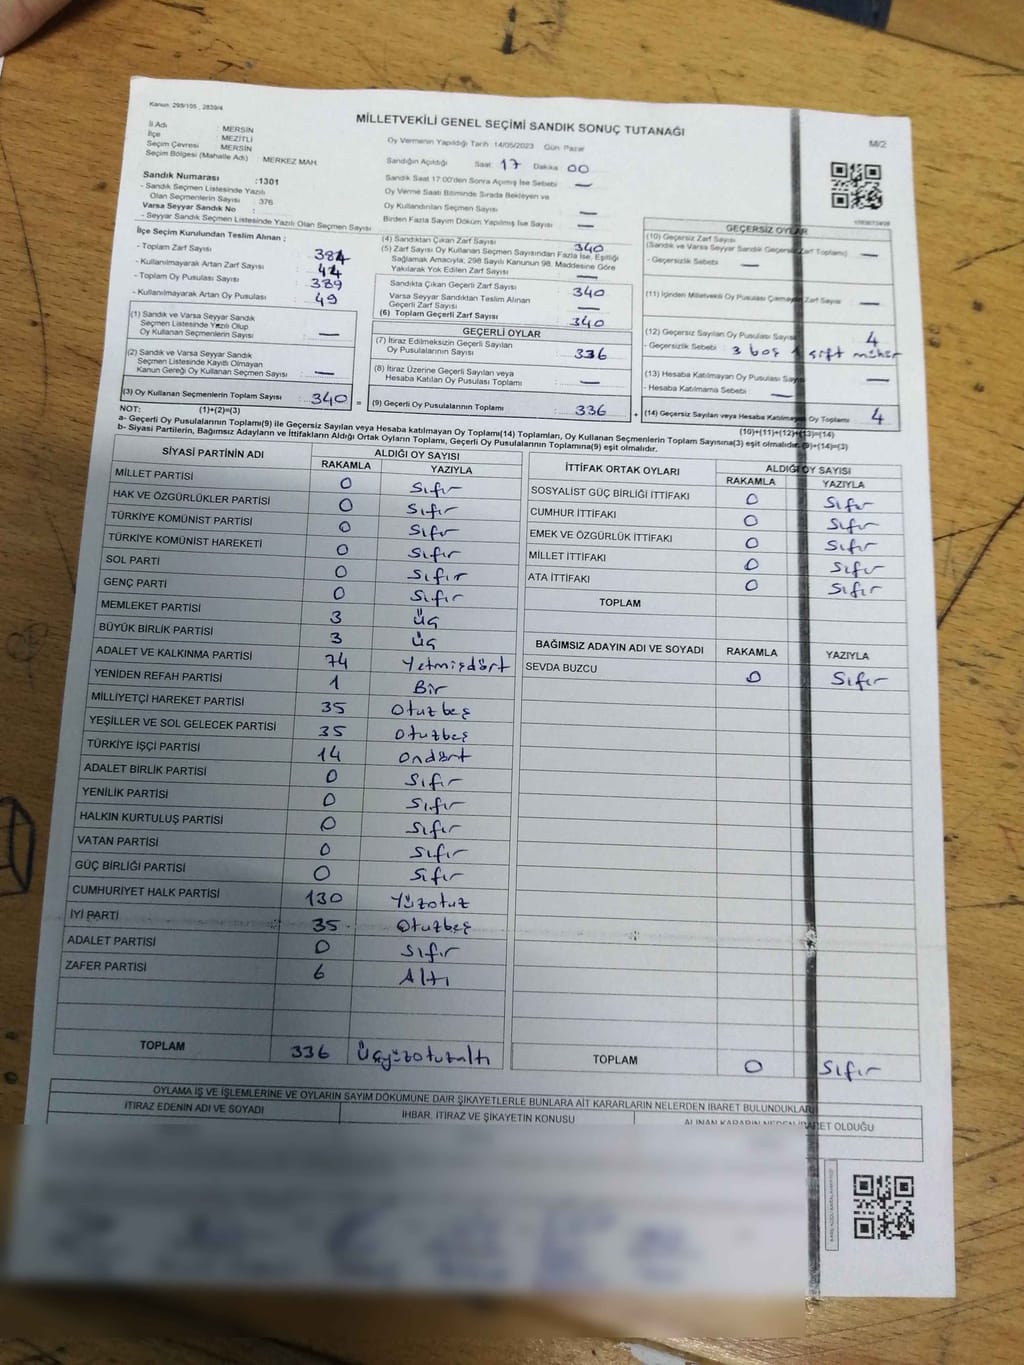 Kanun: 298/105 , 2839/4
MİLLETVEKİLİ GENEL SEÇİMİ SANDIK SONUÇ TUTANAĞI
M/2
İl Adı : MERSİN
İlçe : MEZİTLİ
Seçim Çevresi : MERSİN
Seçim Bölgesi (Mahalle Adı) : MERKEZ MAH.
Oy Vermenin Yapıldığı Tarih: 14/05/2023 Gün: Pazar
Sandığın Açıldığı Saat 17 Dakika 00
Sandık Saat 17:00'den Sonra Açılmış İse Sebebi —
Oy Verme Saati Bitiminde Sırada Bekleyen ve
Oy Kullandırılan Seçmen Sayısı : —
Birden Fazla Sayım Döküm Yapılmış İse Sayısı : —
Sandık Numarası :1301
- Sandık Seçmen Listesinde Yazılı
Olan Seçmenlerin Sayısı : 376
Varsa Seyyar Sandık No :
- Seyyar Sandık Seçmen Listesinde Yazılı Olan Seçmen Sayısı
İlçe Seçim Kurulundan Teslim Alınan ;
- Toplam Zarf Sayısı : 384
- Kullanılmayarak Artan Zarf Sayısı : 44
- Toplam Oy Pusulası Sayısı : 389
- Kullanılmayarak Artan Oy Pusulası : 49
(1) Sandık ve Varsa Seyyar Sandık
Seçmen Listesinde Yazılı Olup
Oy Kullanan Seçmenlerin Sayısı : —
(2) Sandık ve Varsa Seyyar Sandık
Seçmen Listesinde Kayıtlı Olmayan
Kanun Gereği Oy Kullanan Seçmen Sayısı : —
(3) Oy Kullanan Seçmenlerin Toplam Sayısı : 340 =
(4) Sandıktan Çıkan Zarf Sayısı : 340
(5) Zarf Sayısı Oy Kullanan Seçmen Sayısından Fazla İse, Eşitliği
Sağlamak Amacıyla, 298 Sayılı Kanunun 98. Maddesine Göre
Yakılarak Yok Edilen Zarf Sayısı : —
Sandıkta Çıkan Geçerli Zarf Sayısı : 340
Varsa Seyyar Sandıktan Teslim Alınan
Geçerli Zarf Sayısı : —
(6) Toplam Geçerli Zarf Sayısı : 340
GEÇERLİ OYLAR
(7) İtiraz Edilmeksizin Geçerli Sayılan
Oy Pusulalarının Sayısı : 336
(8) İtiraz Üzerine Geçerli Sayılan veya
Hesaba Katılan Oy Pusulaları Toplamı : —
(9) Geçerli Oy Pusulalarının Toplamı : 336 +
GEÇERSİZ OYLAR
(10) Geçersiz Zarf Sayısı
(Sandık ve Varsa Seyyar Sandık Geçersiz Zarf Toplamı) : —
- Geçersizlik Sebebi : —
(11) İçinden Milletvekili Oy Pusulası Çıkmayan Zarf Sayısı : —
(12) Geçersiz Sayılan Oy Pusulası Sayısı : 4
- Geçersizlik Sebebi : 3 boş 1 çift mühür
(13) Hesaba Katılmayan Oy Pusulası Sayısı : —
- Hesaba Katılmama Sebebi : —
(14) Geçersiz Sayılan veya Hesaba Katılmayan Oy Toplamı : 4
NOT: (1)+(2)=(3)
(10)+(11)+(12)+(13)=(14)
a- Geçerli Oy Pusulaları Toplamı(9) ile Geçersiz Sayılan veya Hesaba katılmayan Oy Toplamı(14) Toplamları, Oy Kullanan Seçmenlerin Toplam Sayısına(3) eşit olmalıdır. (9)+(14)=(3)
b- Siyasi Partilerin, Bağımsız Adayların ve İttifakların Aldığı Ortak Oyların Toplamı, Geçerli Oy Pusulalarının Toplamına(9) eşit olmalıdır.
SİYASİ PARTİNİN ADI ALDIĞI OY SAYISI
RAKAMLA YAZIYLA
MİLLET PARTİSİ 0 Sıfır
HAK VE ÖZGÜRLÜKLER PARTİSİ 0 Sıfır
TÜRKİYE KOMÜNİST PARTİSİ 0 Sıfır
TÜRKİYE KOMÜNİST HAREKETİ 0 Sıfır
SOL PARTİ 0 Sıfır
GENÇ PARTİ 0 Sıfır
MEMLEKET PARTİSİ 3 Üç
BÜYÜK BİRLİK PARTİSİ 3 Üç
ADALET VE KALKINMA PARTİSİ 74 Yetmişdört
YENİDEN REFAH PARTİSİ 1 Bir
MİLLİYETÇİ HAREKET PARTİSİ 35 Otuzbeş
YEŞİLLER VE SOL GELECEK PARTİSİ 35 Otuzbeş
TÜRKİYE İŞÇİ PARTİSİ 14 Ondört
ADALET BİRLİK PARTİSİ 0 Sıfır
YENİLİK PARTİSİ 0 Sıfır
HALKIN KURTULUŞ PARTİSİ 0 Sıfır
VATAN PARTİSİ 0 Sıfır
GÜÇ BİRLİĞİ PARTİSİ 0 Sıfır
CUMHURİYET HALK PARTİSİ 130 Yüzotuz
İYİ PARTİ 35 Otuzbeş
ADALET PARTİSİ 0 Sıfır
ZAFER PARTİSİ 6 Altı
TOPLAM 336 Üçyüzotuzaltı
İTTİFAK ORTAK OYLARI ALDIĞI OY SAYISI
RAKAMLA YAZIYLA
SOSYALİST GÜÇ BİRLİĞİ İTTİFAKI 0 Sıfır
CUMHUR İTTİFAKI 0 Sıfır
EMEK VE ÖZGÜRLÜK İTTİFAKI 0 Sıfır
MİLLET İTTİFAKI 0 Sıfır
ATA İTTİFAKI 0 Sıfır
TOPLAM
BAĞIMSIZ ADAYIN ADI VE SOYADI RAKAMLA YAZIYLA
SEVDA BUZCU 0 Sıfır
TOPLAM 0 Sıfır
OYLAMA İŞ VE İŞLEMLERİNE VE OYLARIN SAYIM DÖKÜMÜNE DAİR ŞİKAYETLERLE BUNLARA AİT KARARLARIN NELERDEN İBARET BULUNDUKLARI
İTİRAZ EDENİN ADI VE SOYADI İHBAR, İTİRAZ VE ŞİKAYETİN KONUSU ALINAN KARARIN NEDEN İBARET OLDUĞU